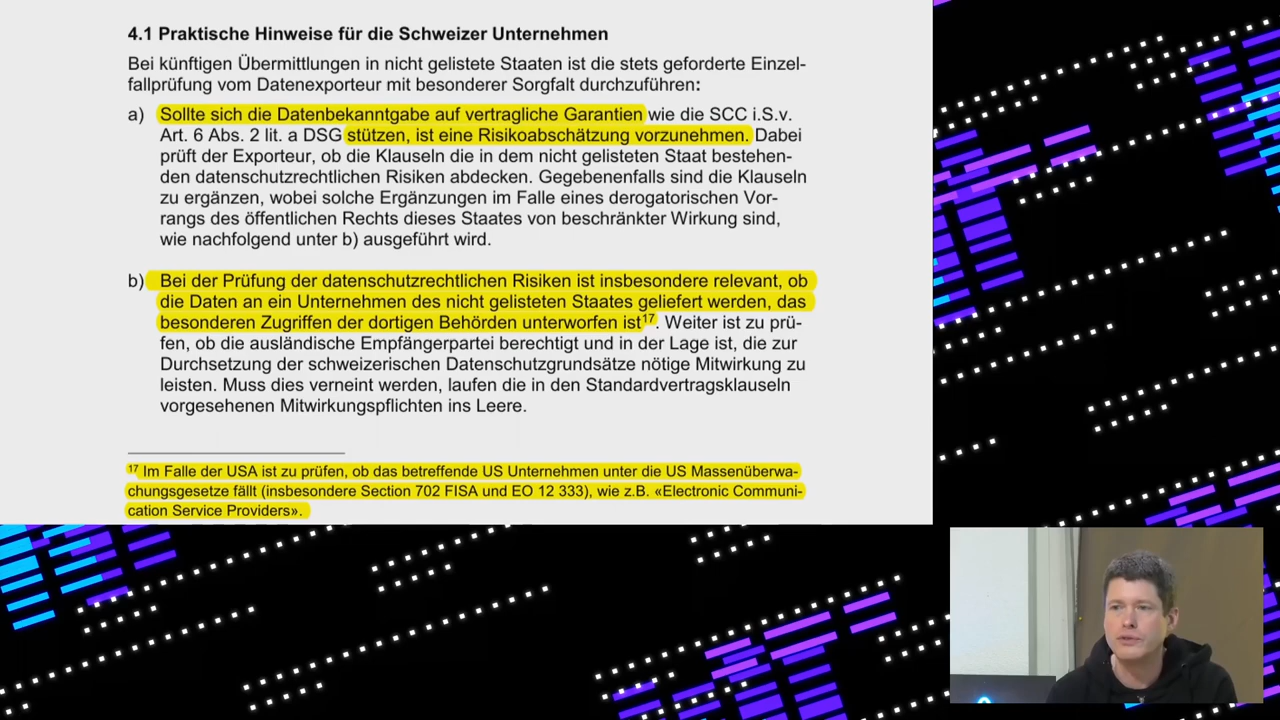 4.1 Praktische Hinweise für die Schweizer Unternehmen
Bei künftigen Übermittlungen in nicht gelistete Staaten ist die stets geforderte Einzel-
fallprüfung vom Datenexporteur mit besonderer Sorgfalt durchzuführen:
a) Sollte sich die Datenbekanntgabe auf vertragliche Garantien wie die SCC i.S.v.
Art. 6 Abs. 2 lit. a DSG stützen, ist eine Risikoabschätzung vorzunehmen. Dabei
prüft der Exporteur, ob die Klauseln die in dem nicht gelisteten Staat bestehen-
den datenschutzrechtlichen Risiken abdecken. Gegebenenfalls sind die Klauseln
zu ergänzen, wobei solche Ergänzungen im Falle eines derogatorischen Vor-
rangs des öffentlichen Rechts dieses Staates von beschränkter Wirkung sind,
wie nachfolgend unter b) ausgeführt wird.
b) Bei der Prüfung der datenschutzrechtlichen Risiken ist insbesondere relevant, ob
die Daten an ein Unternehmen des nicht gelisteten Staates geliefert werden, das
besonderen Zugriffen der dortigen Behörden unterworfen ist17. Weiter ist zu prü-
fen, ob die ausländische Empfängerpartei berechtigt und in der Lage ist, die zur
Durchsetzung der schweizerischen Datenschutzgrundsätze nötige Mitwirkung zu
leisten. Muss dies verneint werden, laufen die in den Standardvertragsklauseln
vorgesehenen Mitwirkungspflichten ins Leere.
17 Im Falle der USA ist zu prüfen, ob das betreffende US Unternehmen unter die US Massenüberwa-
chungsgesetze fällt (insbesondere Section 702 FISA und EO 12 333), wie z.B. «Electronic Communi-
cation Service Providers».